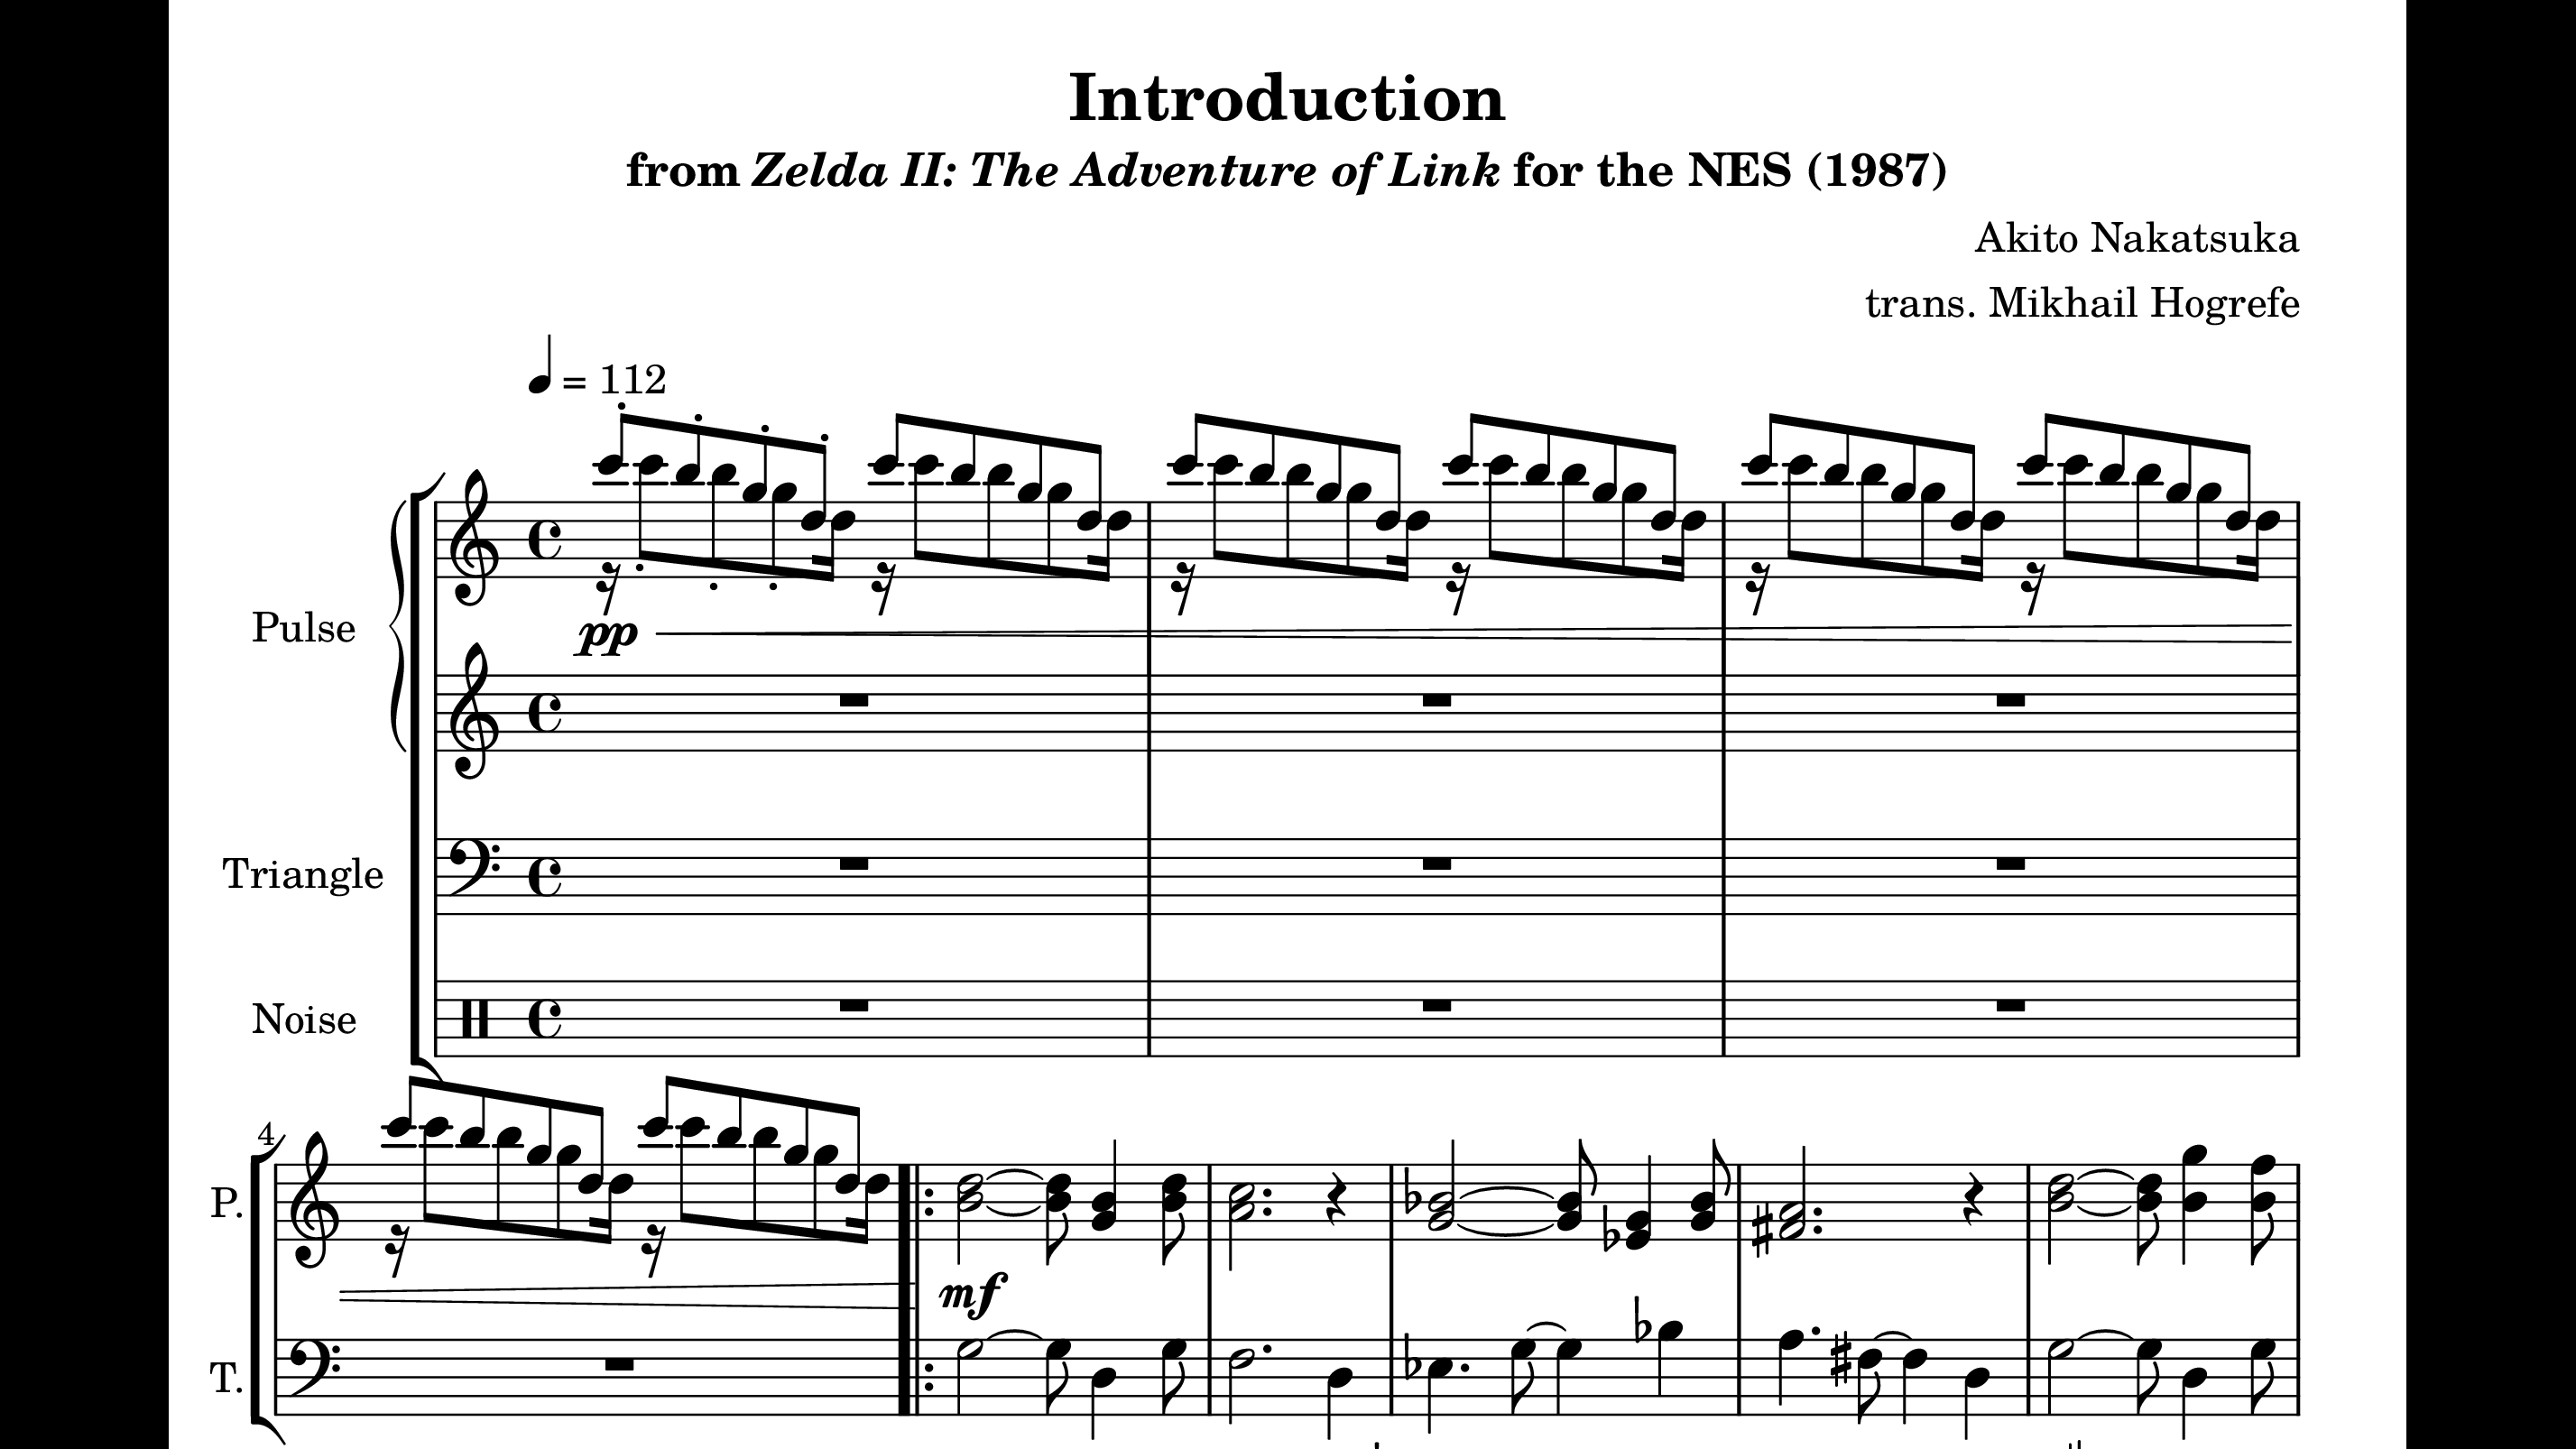 Introduction
from Zelda II: The Adventure of Link for the NES (1987)
Akito Nakatsuka
trans. Mikhail Hogrefe
= 112
Pulse
pp
Triangle
Noise
4
P.
mf
T.